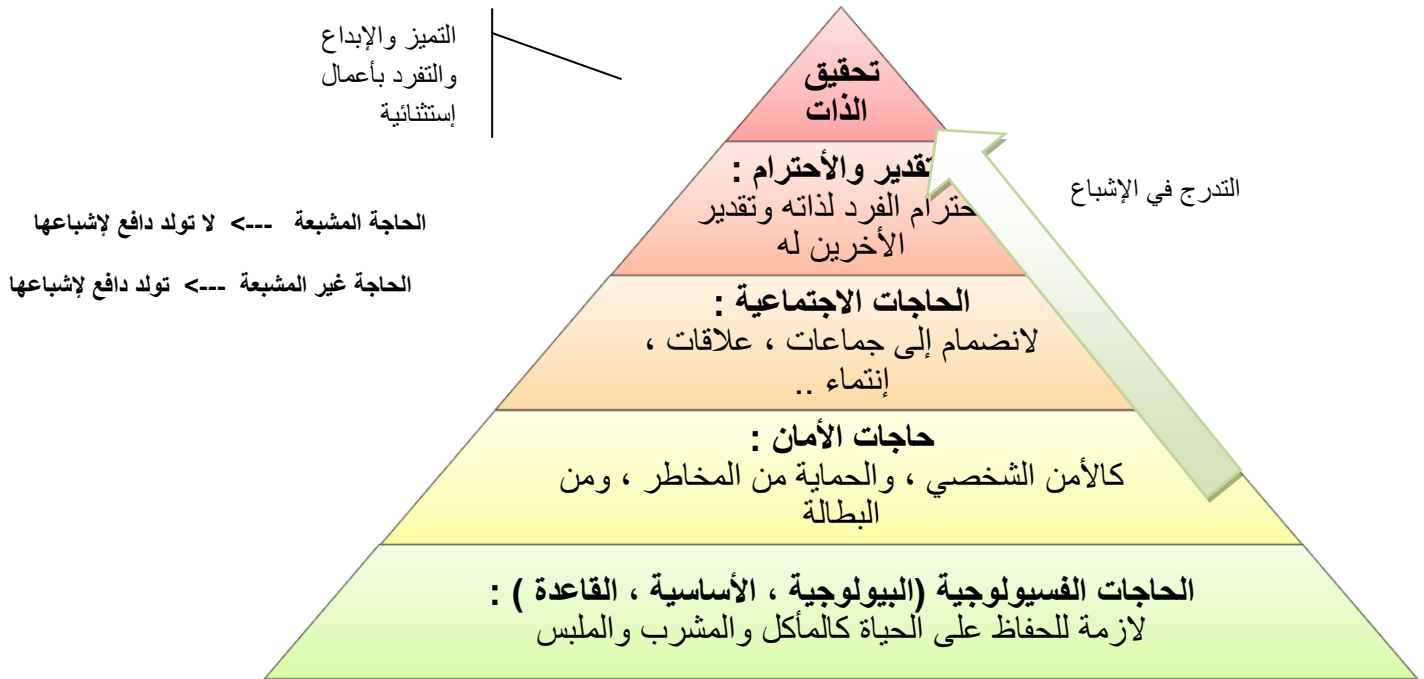 التميز والإبداع
والتفرد بأعمال
إستثنائية
تحقيق
الذات
تقدير والأحترام :
حترام الفرد لذاته وتقدير
الأخرين له
التدرج في الإشباع
الحاجة المشبعة ---> لا تولد دافع لإشباعها
الحاجة غير المشبعة ---> تولد دافع لإشباعها
الحاجات الاجتماعية :
لانضمام إلى جماعات ، علاقات ،
إنتماء ..
حاجات الأمان :
كالأمن الشخصي ، والحماية من المخاطر ، ومن
البطالة
الحاجات الفسيولوجية (البيولوجية ، الأساسية ، القاعدة ) :
لازمة للحفاظ على الحياة كالمأكل والمشرب والملبس